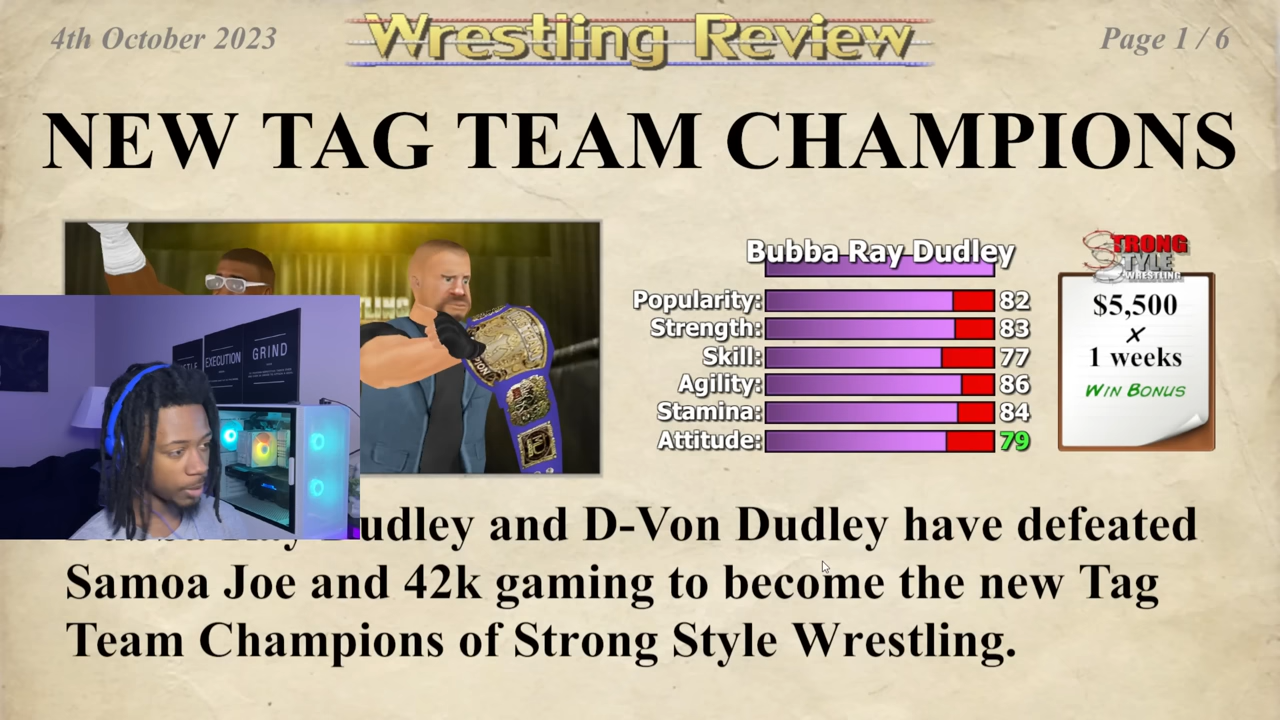 4th October 2023
Wrestling Review
Page 1 / 6
NEW TAG TEAM CHAMPIONS
Bubba Ray Dudley
Popularity: 82
Strength: 83
Skill: 77
Agility: 86
Stamina: 84
Attitude: 79
STRONG
STYLE
WRESTLING
$5,500
x
1 weeks
WIN BONUS
EXECUTION
GRIND
Dudley and D-Von Dudley have defeated
Samoa Joe and 42k gaming to become the new Tag
Team Champions of Strong Style Wrestling.